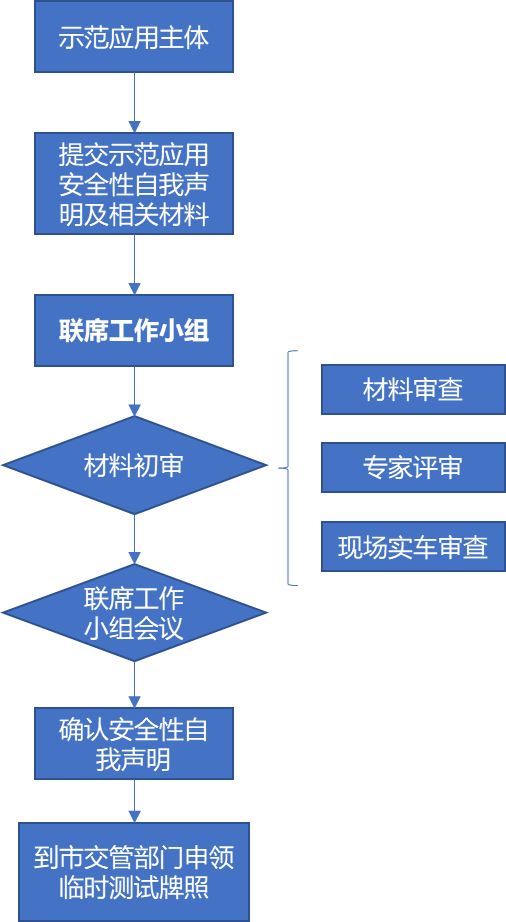 示范应用主体
提交示范应用
安全性自我声
明及相关材料
联席工作小组
材料初审
材料审查
专家评审
现场实车审查
联席工作
小组会议
确认安全性自
我声明
到市交管部门申领
临时测试牌照